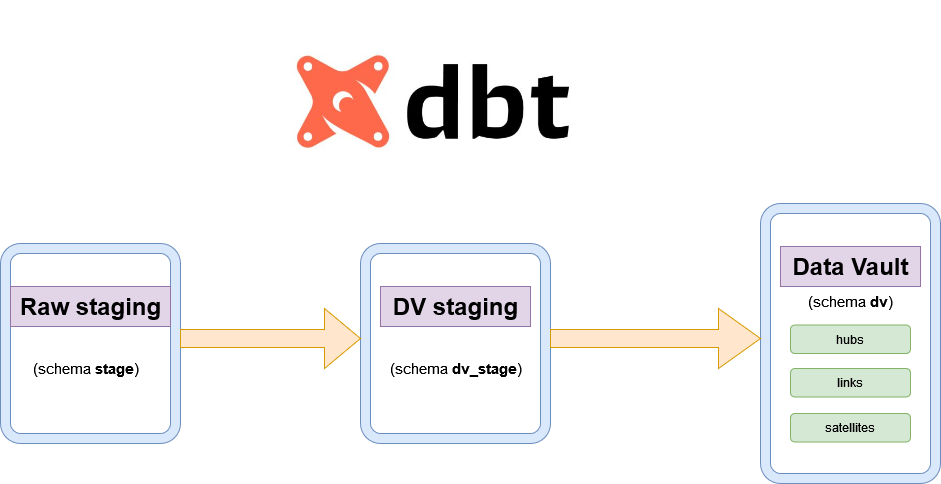 dbt
Raw staging
(schema stage)
DV staging
(schema dv_stage)
Data Vault
(schema dv)
hubs
links
satellites